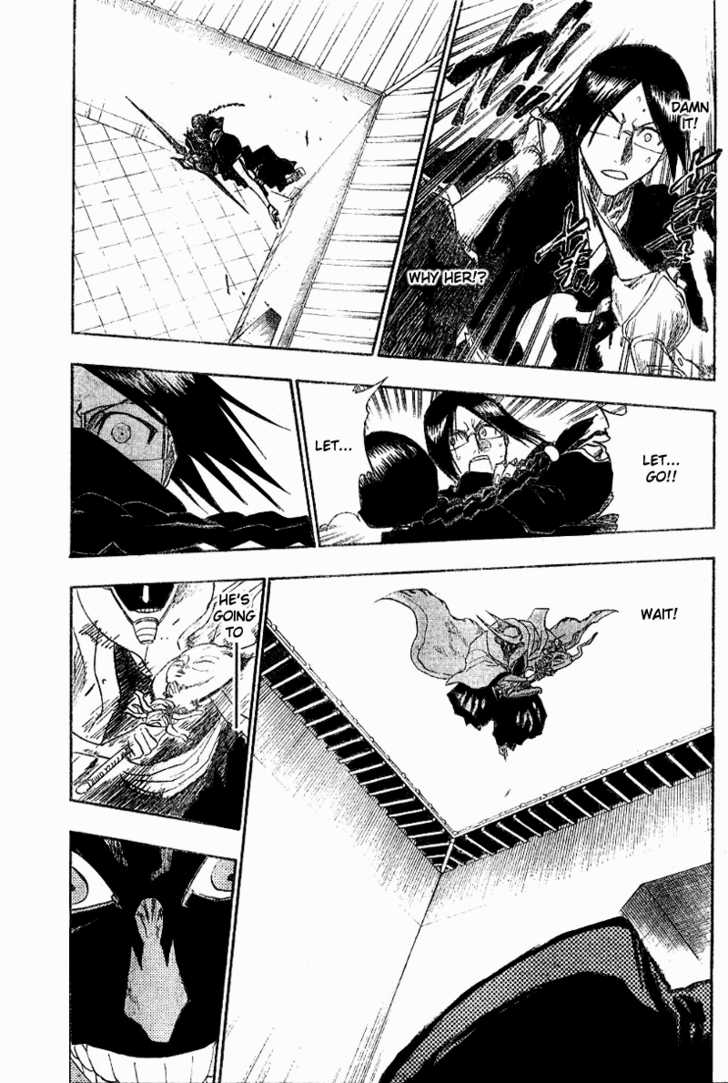 DAMN
IT!
WHY HER!?
LET...
GO!!
LET...
WAIT!
HE'S
GOING
TO